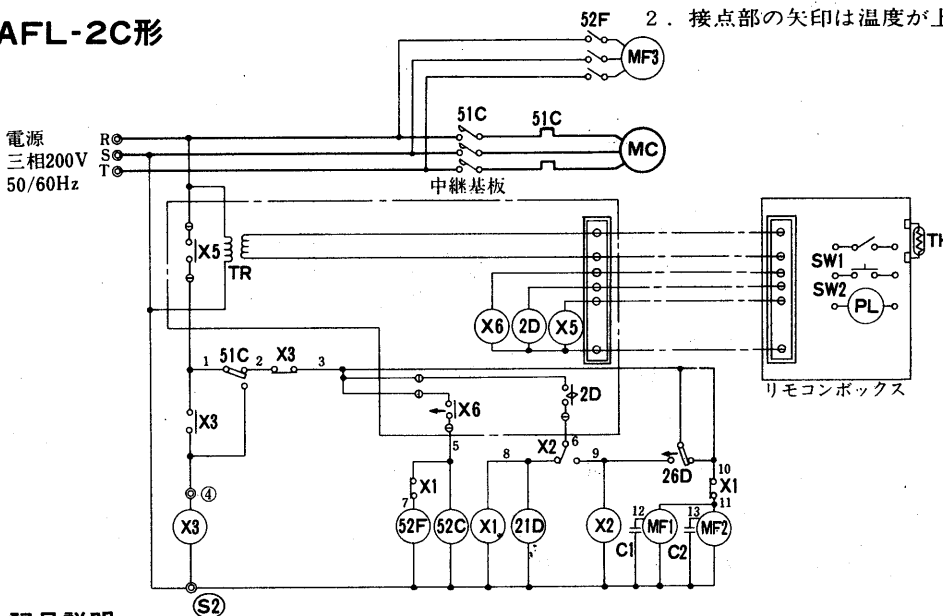 AFL-2C形
52F
2．接点部の矢印は温度が上
MF3
電源
三相200V
50/60Hz
R
S
T
51C
51C
MC
中継基板
X5
TR
X6
2D
X5
SW1
SW2
PL
TH
リモコンボックス
1
51C
2
X3
3
X6
2D
X3
5
X2
6
8
9
26D
10
X1
11
④
7
X1
12
13
X3
52F
52C
X1
21D
X2
C1
MF1
C2
MF2
S2